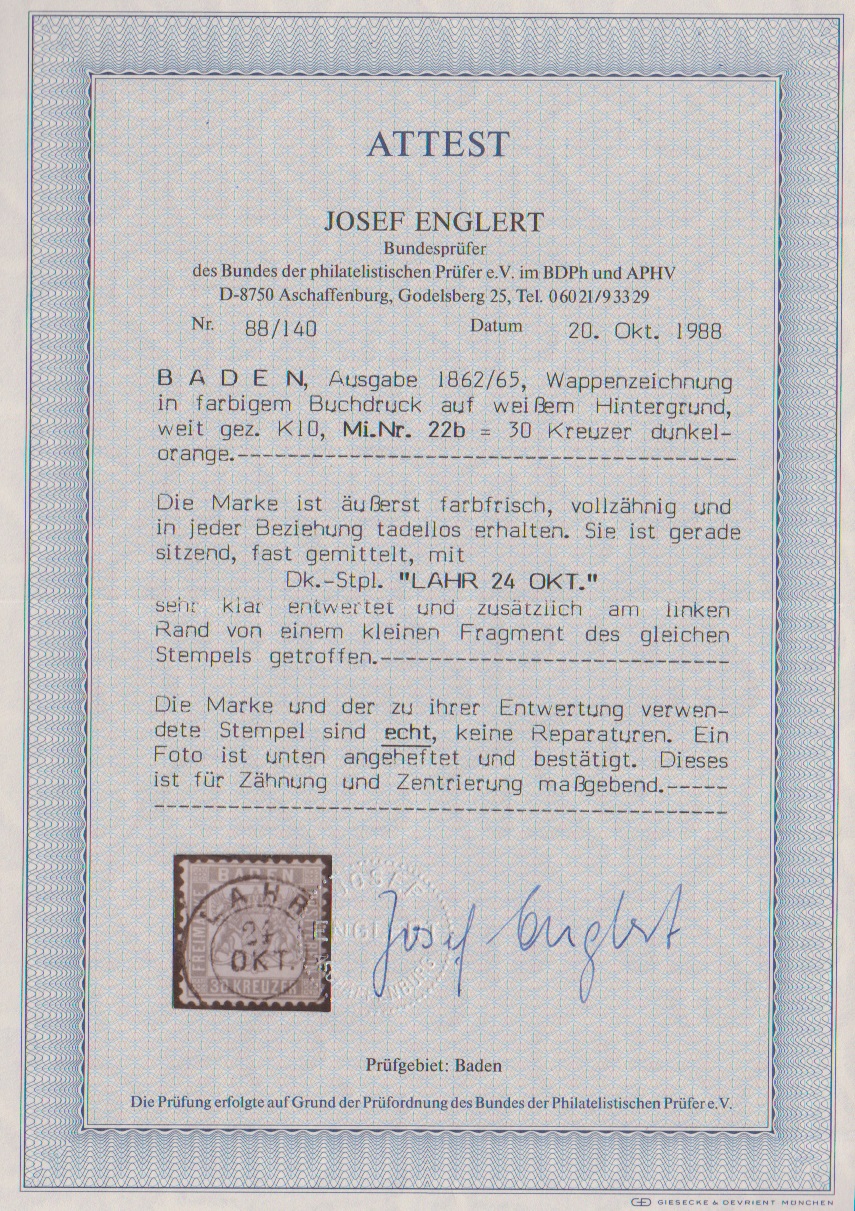 ATTEST
JOSEF ENGLERT
Bundesprüfer
des Bundes der philatelistischen Prüfer e.V. im BDPh und APHV
D-8750 Aschaffenburg, Godelsberg 25, Tel. 06021/93329
Nr. 88/140 Datum 20. Okt. 1988
B A D E N, Ausgabe 1862/65, Wappenzeichnung
in farbigem Buchdruck auf weißem Hintergrund,
weit gez. K10, Mi.Nr. 22b = 30 Kreuzer dunkel-
orange.------------------------------------------------
Die Marke ist äußerst farbfrisch, vollzähnig und
in jeder Beziehung tadellos erhalten. Sie ist gerade
sitzend, fast gemittelt, mit
Dk.-Stpl. "LAHR 24 OKT."
sehr klar entwertet und zusätzlich am linken
Rand von einem kleinen Fragment des gleichen
Stempels getroffen.---------------------------------
Die Marke und der zu ihrer Entwertung verwen-
dete Stempel sind echt, keine Reparaturen. Ein
Foto ist unten angeheftet und bestätigt. Dieses
ist für Zähnung und Zentrierung maßgebend.-----
------------------------------------------------------
BADEN
LAHR
24
OKT.
FREIMARKE
30 KREUZER
JOSEF
ENGLERT
ASCHAFFENBURG
Josef Englert
Prüfgebiet: Baden
Die Prüfung erfolgte auf Grund der Prüfordnung des Bundes der Philatelistischen Prüfer e.V.
GD GIESECKE & DEVRIENT MÜNCHEN